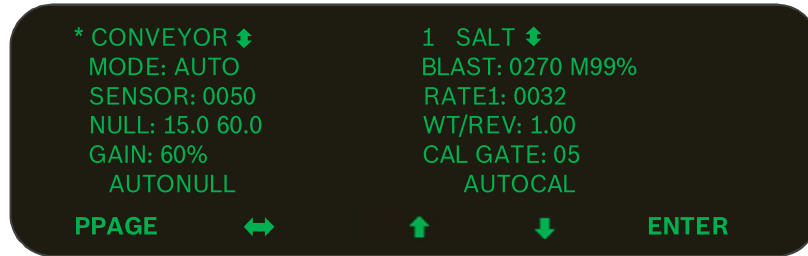 * CONVEYOR ⬍ 1 SALT ⬍
MODE: AUTO BLAST: 0270 M99%
SENSOR: 0050 RATE1: 0032
NULL: 15.0 60.0 WT/REV: 1.00
GAIN: 60% CAL GATE: 05
AUTONULL AUTOCAL
PPAGE ⬌ ⬆ ⬇ ENTER